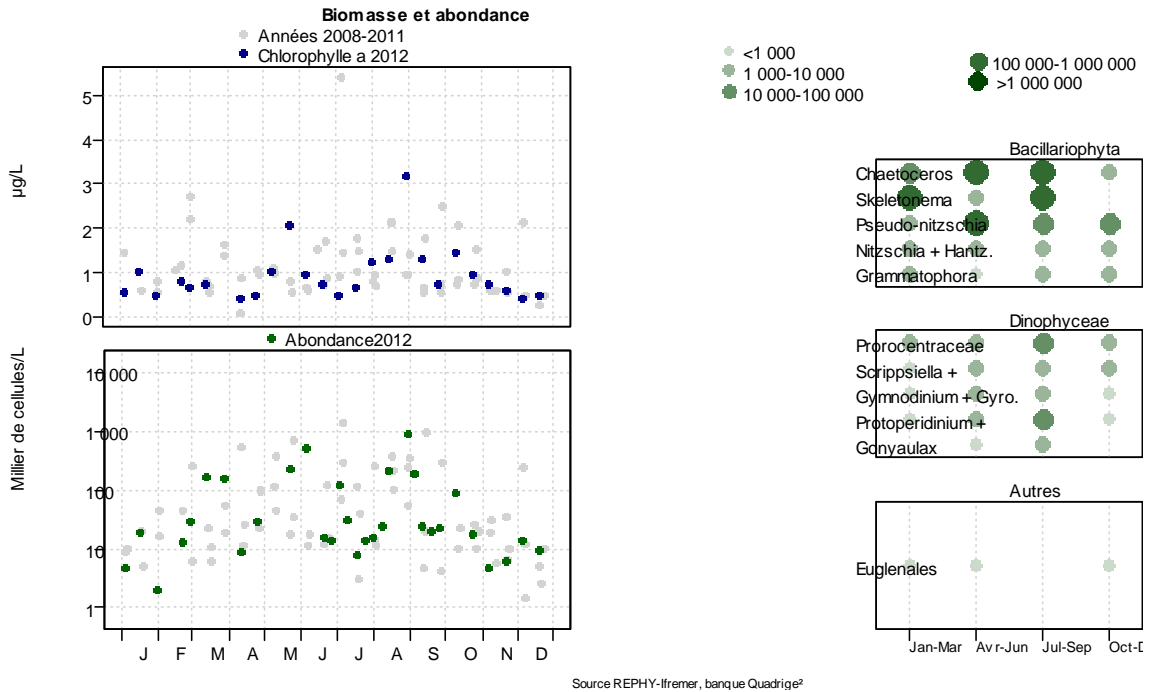 Biomasse et abondance
Années 2008-2011
Chlorophylle a 2012
µg/L
5
4
3
2
1
0
Abondance2012
Millier de cellules/L
10 000
1 000
100
10
1
J F M A M J J A S O N D
<1 000
1 000-10 000
10 000-100 000
100 000-1 000 000
>1 000 000
Bacillariophyta
Chaetoceros
Skeletonema
Pseudo-nitzschia
Nitzschia + Hantz.
Grammatophora
Dinophyceae
Prorocentraceae
Scrippsiella +
Gymnodinium + Gyro.
Protoperidinium +
Gonyaulax
Autres
Euglenales
Jan-Mar Avr-Jun Jul-Sep Oct-D
Source REPHY-Ifremer, banque Quadrige²